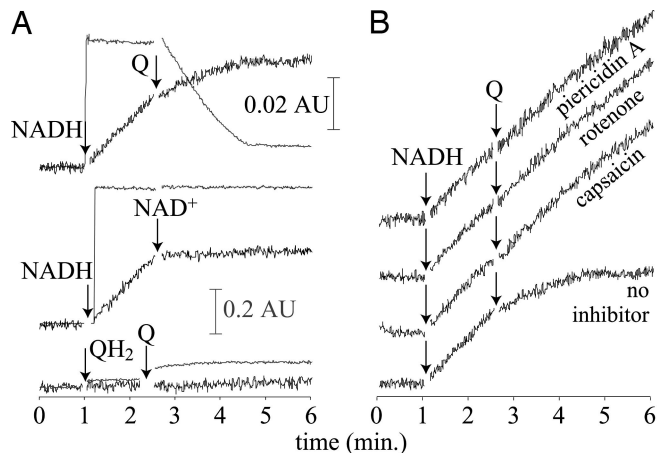 A
Q
0.02 AU
NADH
NAD+
NADH
0.2 AU
QH2
Q
0 1 2 3 4 5 6
B
Q
NADH
piericidin A
rotenone
capsaicin
no
inhibitor
0 1 2 3 4 5 6
time (min.)